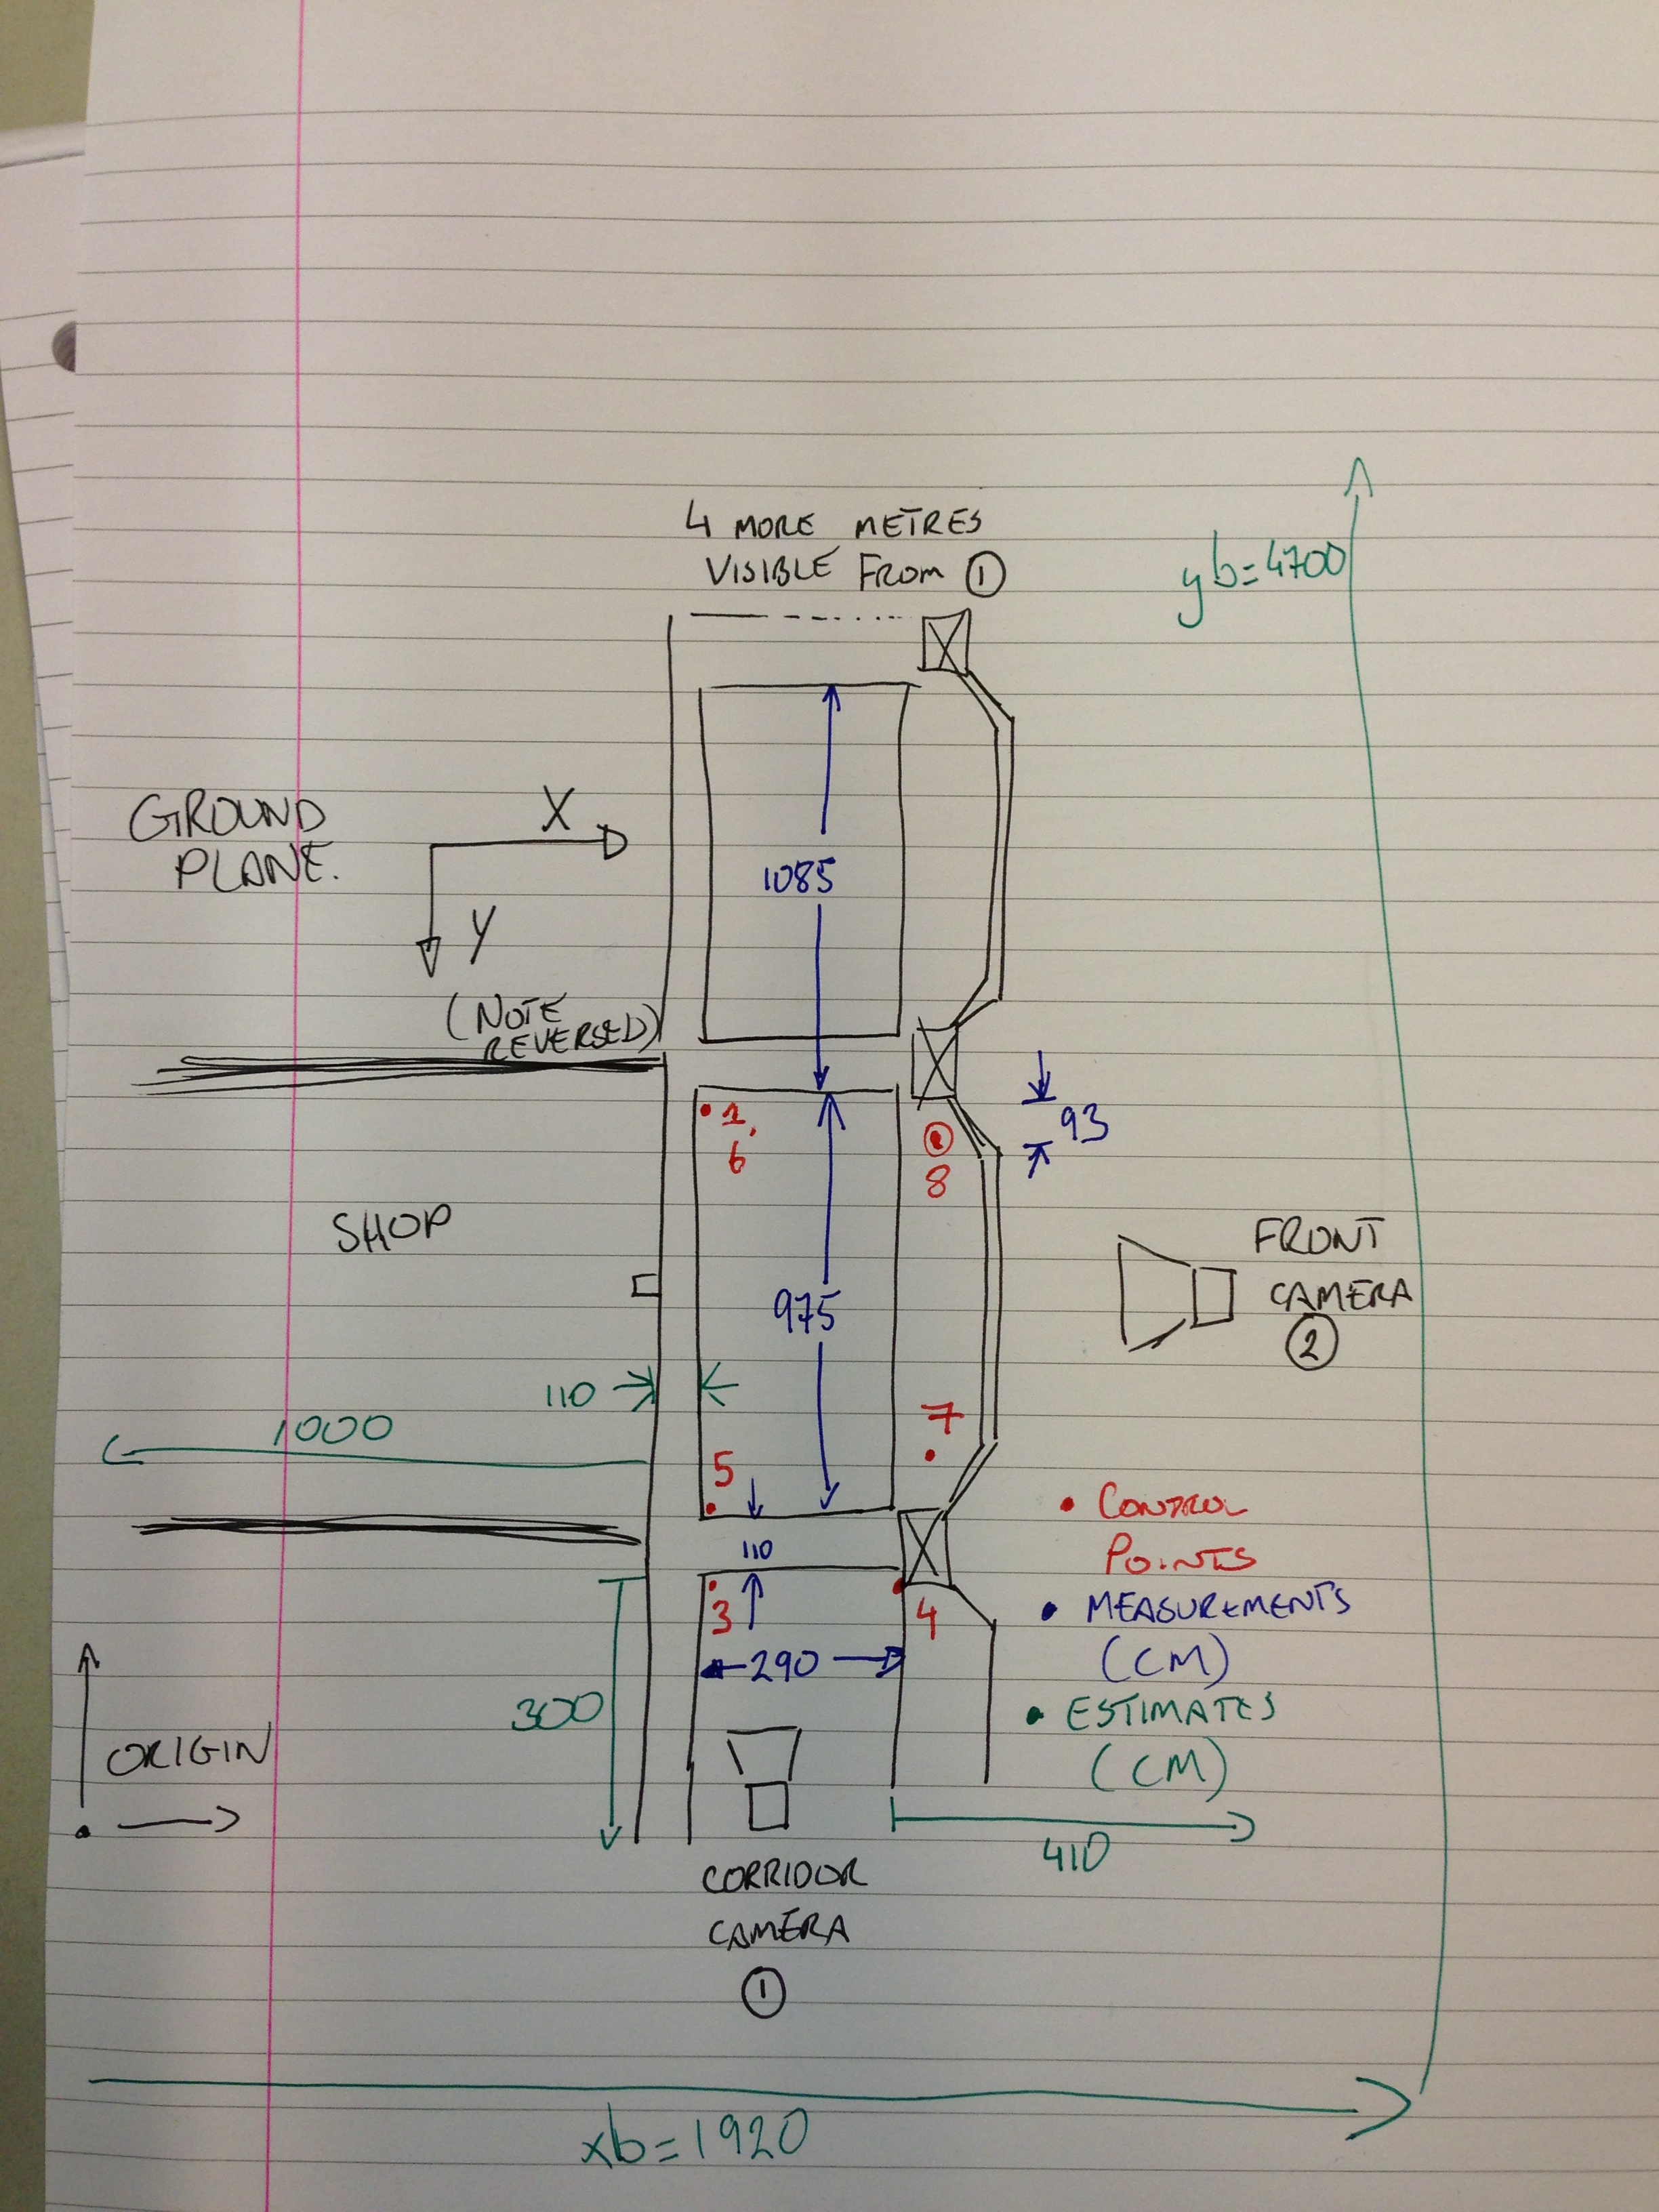 4 MORE METRES
VISIBLE FROM 1
yb=4700
GROUND
PLANE.
X
Y
(NOTE
REVERSED)
1085
1,
6
8
93
SHOP
975
FRONT
CAMERA
2
110
1000
7
5
110
3
4
290
• CONTROL
POINTS
• MEASUREMENTS
(CM)
• ESTIMATES
(CM)
300
ORIGIN
410
CORRIDOR
CAMERA
1
xb=1920